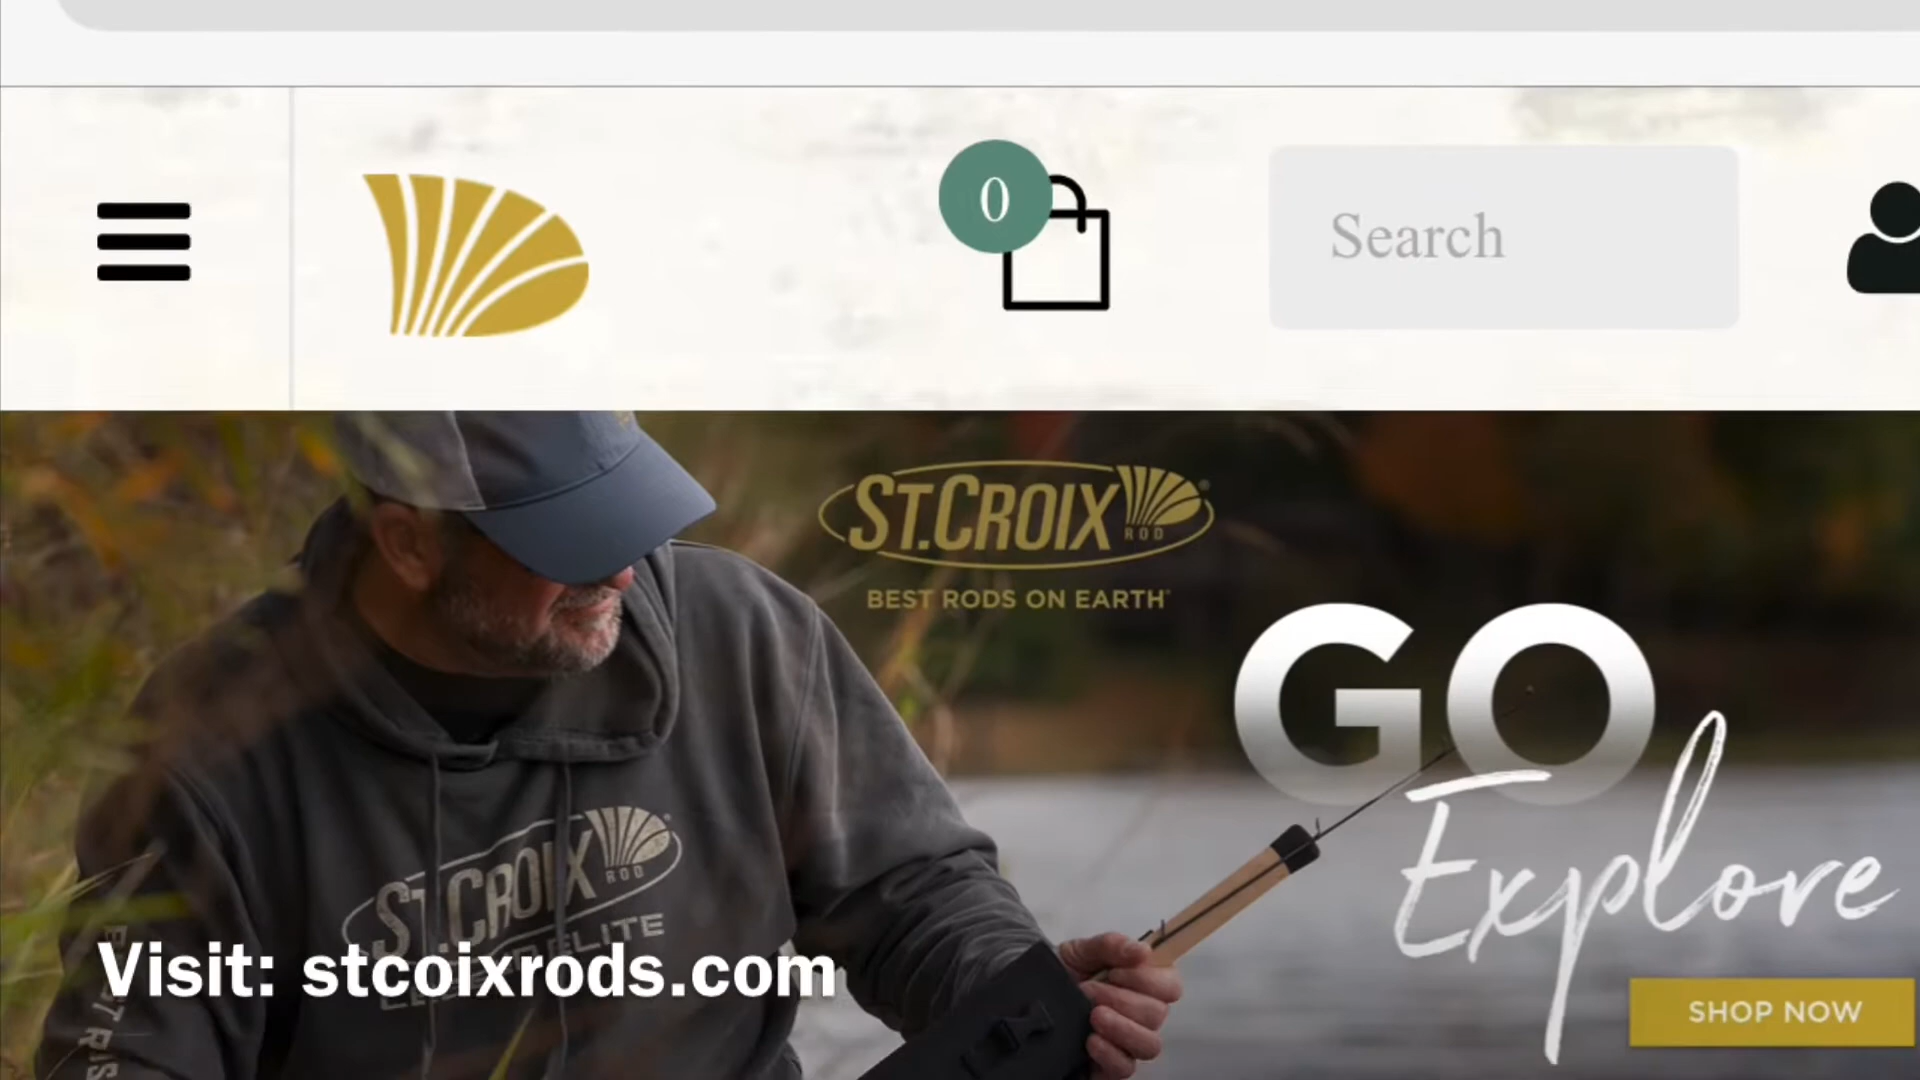 0
Search
ST.CROIX
ROD
BEST RODS ON EARTH
GO
Explore
ST.CROIX
ROD
ELITE
Visit: stcoixrods.com
SHOP NOW